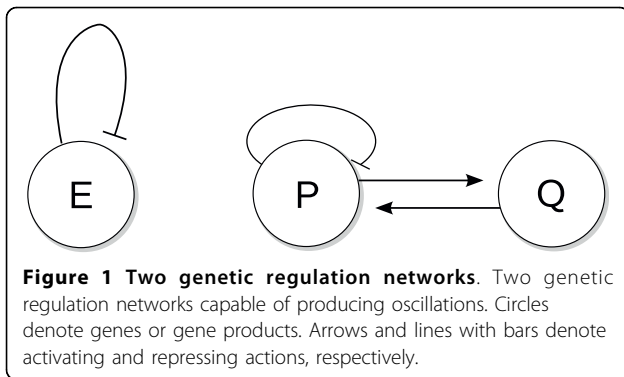 E
P
Q
Figure 1 Two genetic regulation networks. Two genetic
regulation networks capable of producing oscillations. Circles
denote genes or gene products. Arrows and lines with bars denote
activating and repressing actions, respectively.